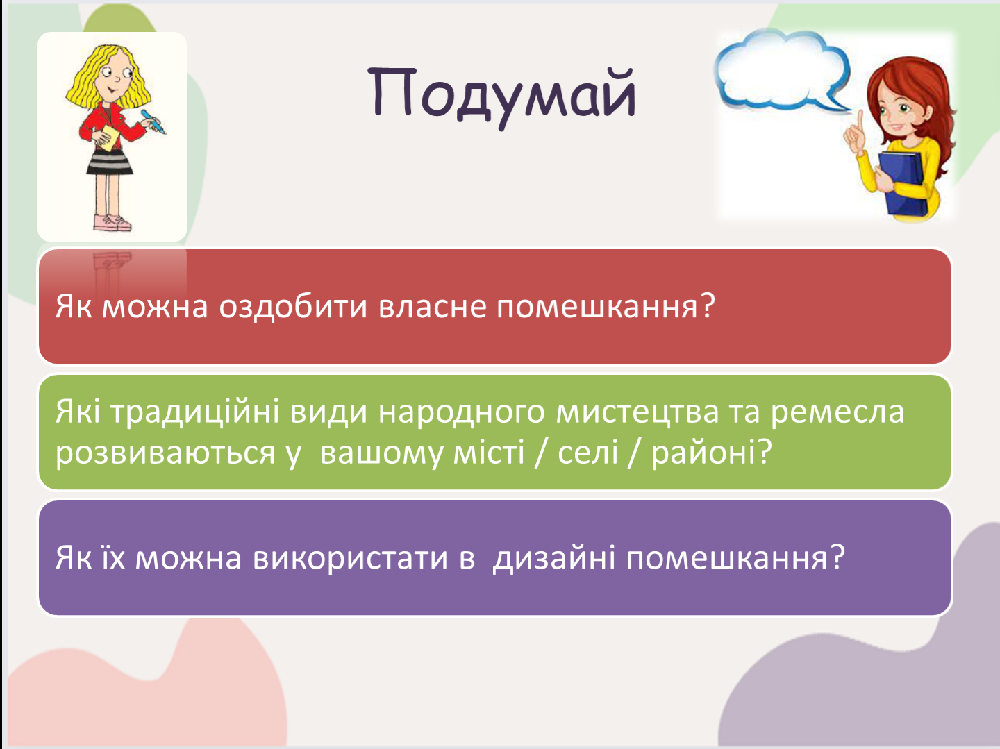 Подумай
Як можна оздобити власне помешкання?
Які традиційні види народного мистецтва та ремесла
розвиваються у  вашому місті / селі / районі?
Як їх можна використати в  дизайні помешкання?